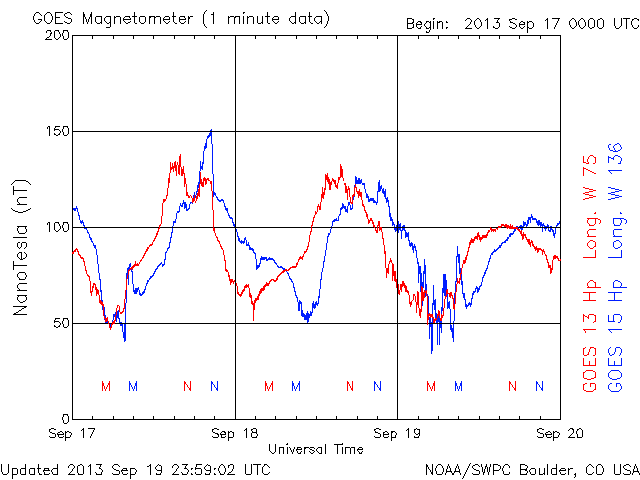 GOES Magnetometer (1 minute data)
Begin: 2013 Sep 17 0000 UTC
200
150
100
50
0
NanoTesla (nT)
M M N N M M N N M M N N
Sep 17 Sep 18 Sep 19 Sep 20
Universal Time
GOES 13 Hp Long. W 75
GOES 15 Hp Long. W 136
Updated 2013 Sep 19 23:59:02 UTC
NOAA/SWPC Boulder, CO USA